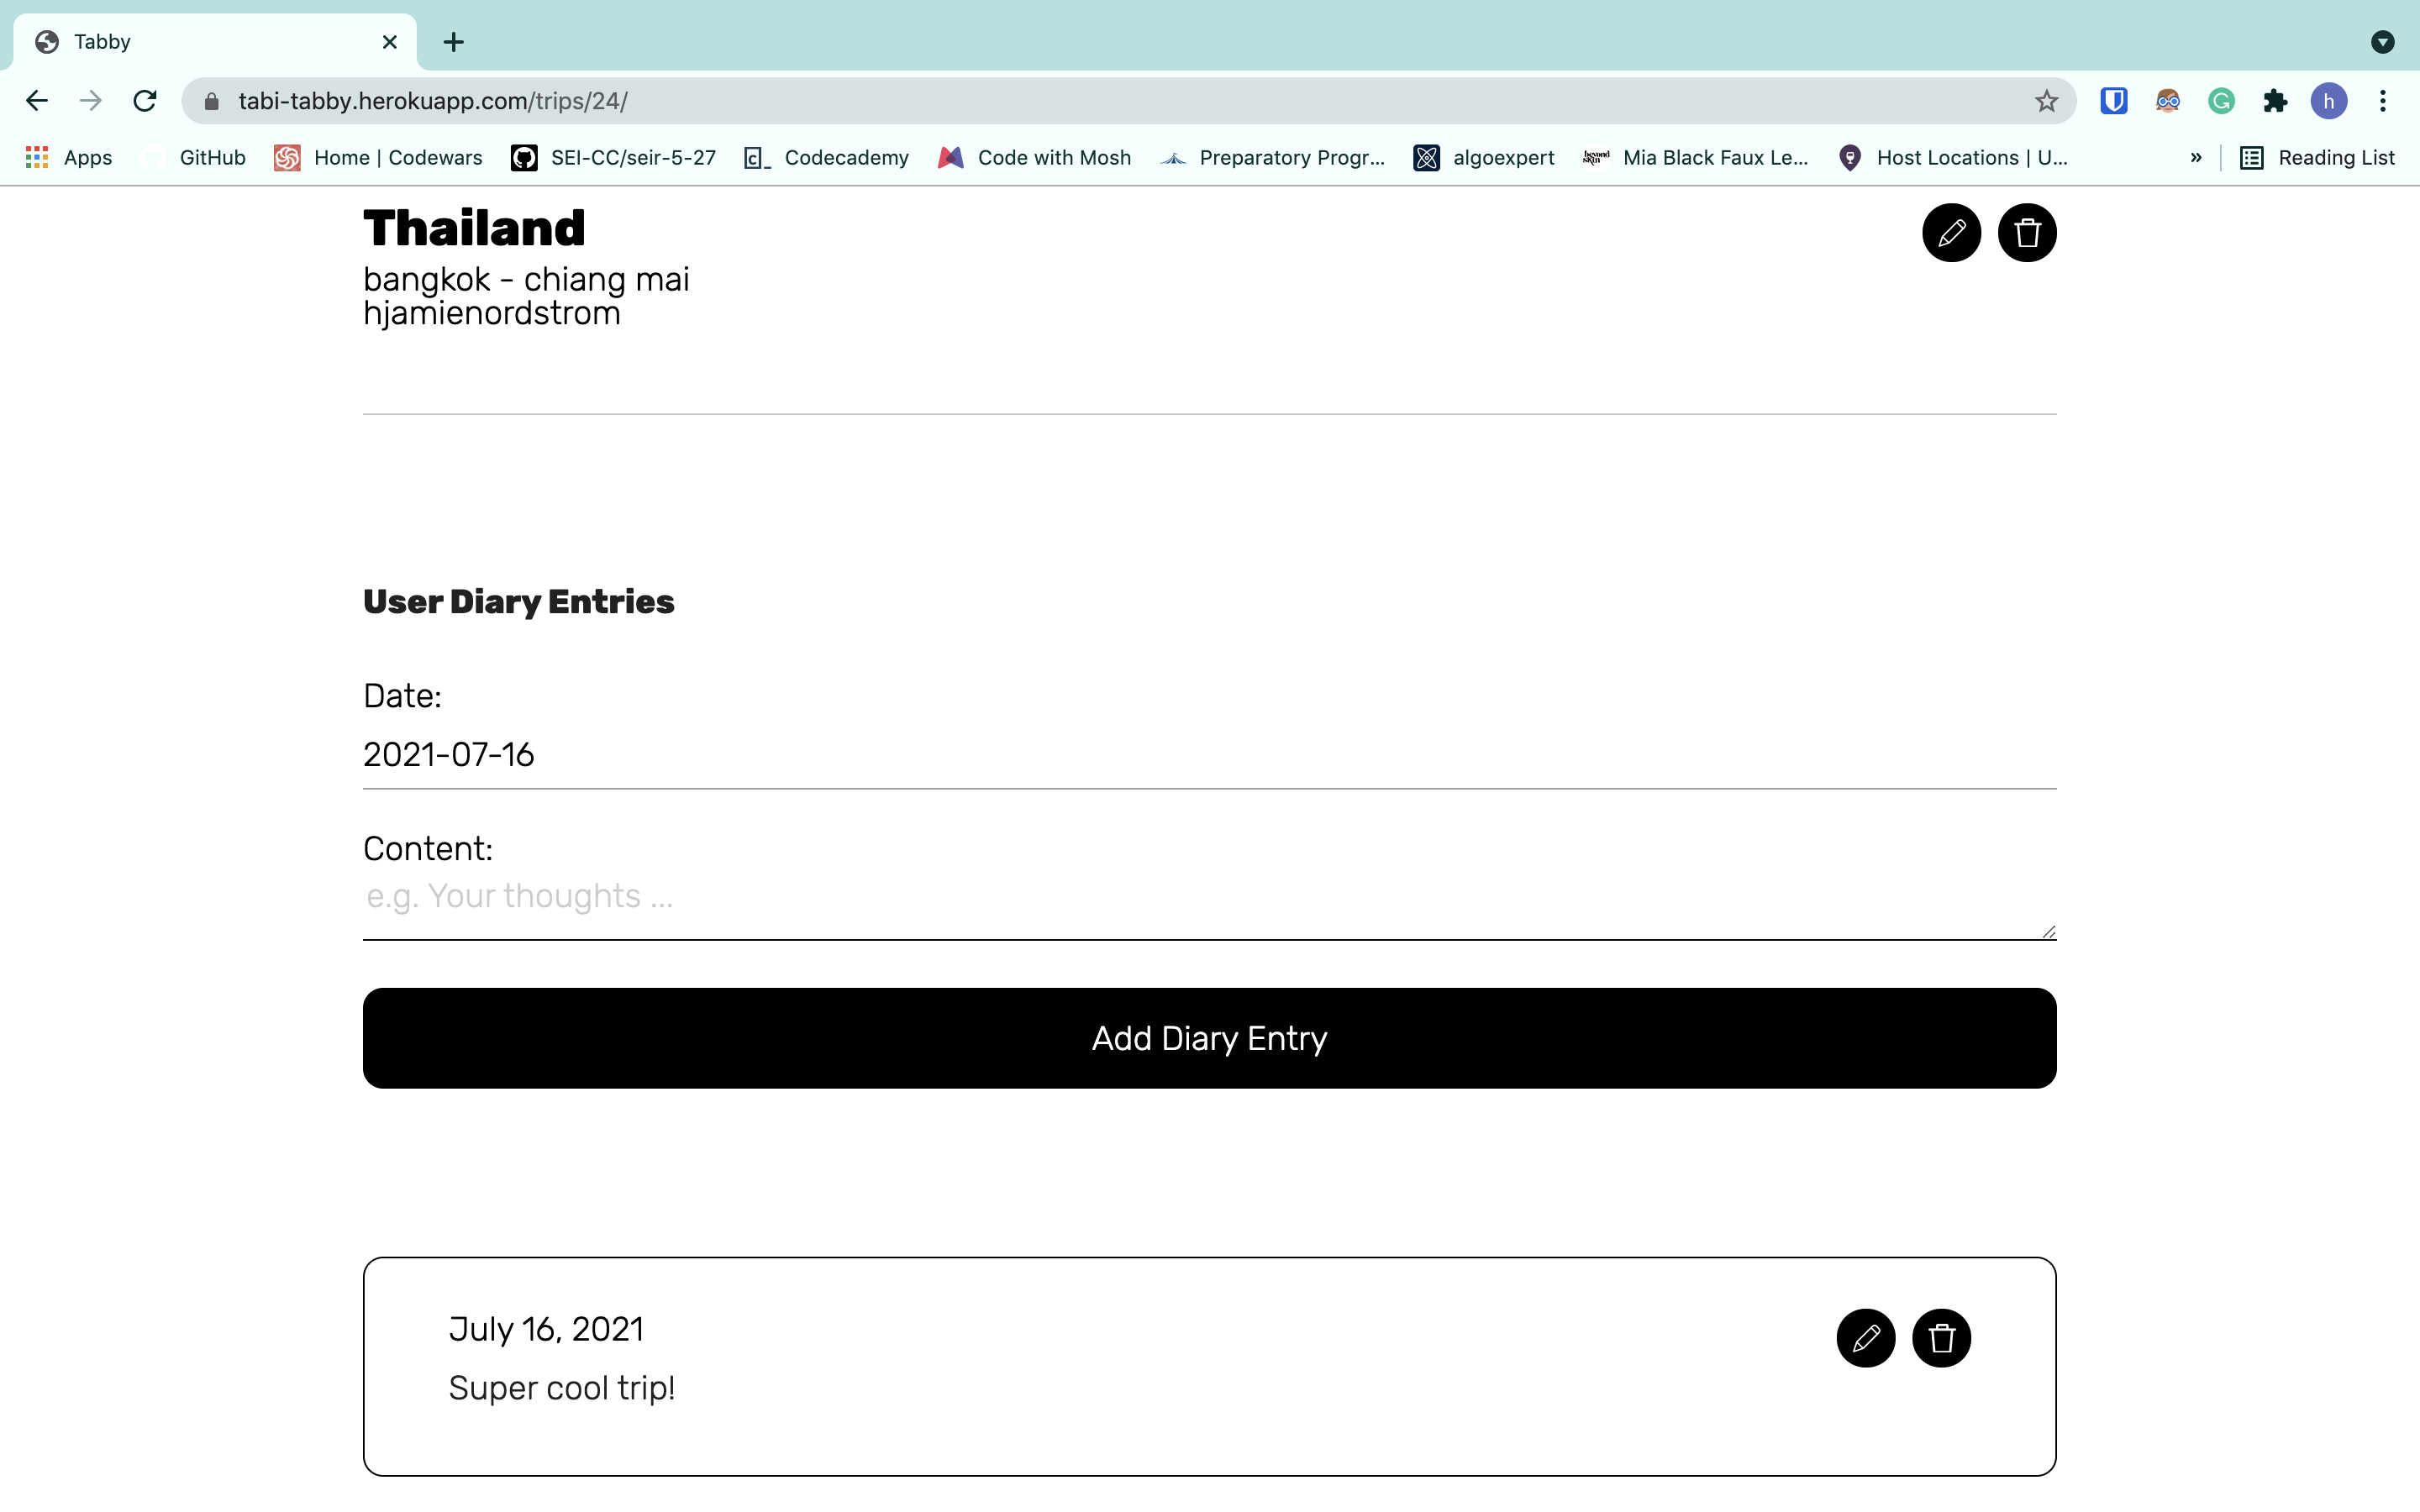 Tabby
tabi-tabby.herokuapp.com/trips/24/
h
Apps GitHub Home | Codewars SEI-CC/seir-5-27 Codecademy Code with Mosh Preparatory Progr... algoexpert beyond skin Mia Black Faux Le... Host Locations | U... » Reading List
Thailand
bangkok - chiang mai
hjamienordstrom
User Diary Entries
Date:
2021-07-16
Content:
e.g. Your thoughts ...
Add Diary Entry
July 16, 2021
Super cool trip!